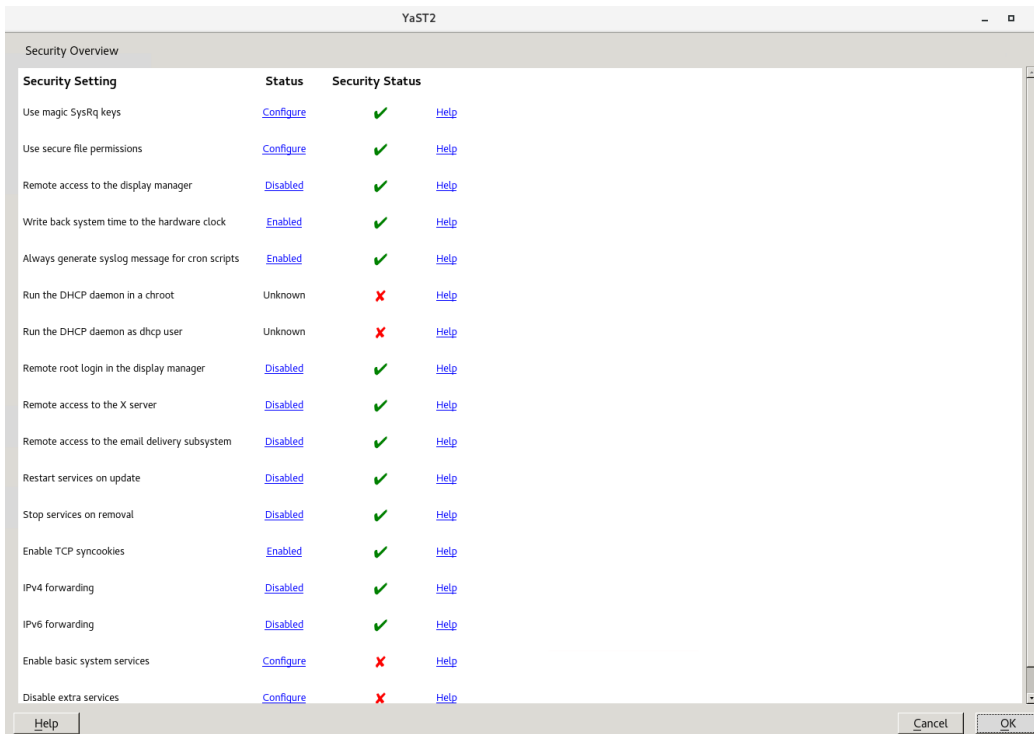 YaST2
Security Overview
Security Setting Status Security Status
Use magic SysRq keys Configure Help
Use secure file permissions Configure Help
Remote access to the display manager Disabled Help
Write back system time to the hardware clock Enabled Help
Always generate syslog message for cron scripts Enabled Help
Run the DHCP daemon in a chroot Unknown Help
Run the DHCP daemon as dhcp user Unknown Help
Remote root login in the display manager Disabled Help
Remote access to the X server Disabled Help
Remote access to the email delivery subsystem Disabled Help
Restart services on update Disabled Help
Stop services on removal Disabled Help
Enable TCP syncookies Enabled Help
IPv4 forwarding Disabled Help
IPv6 forwarding Disabled Help
Enable basic system services Configure Help
Disable extra services Configure Help
Help Cancel OK